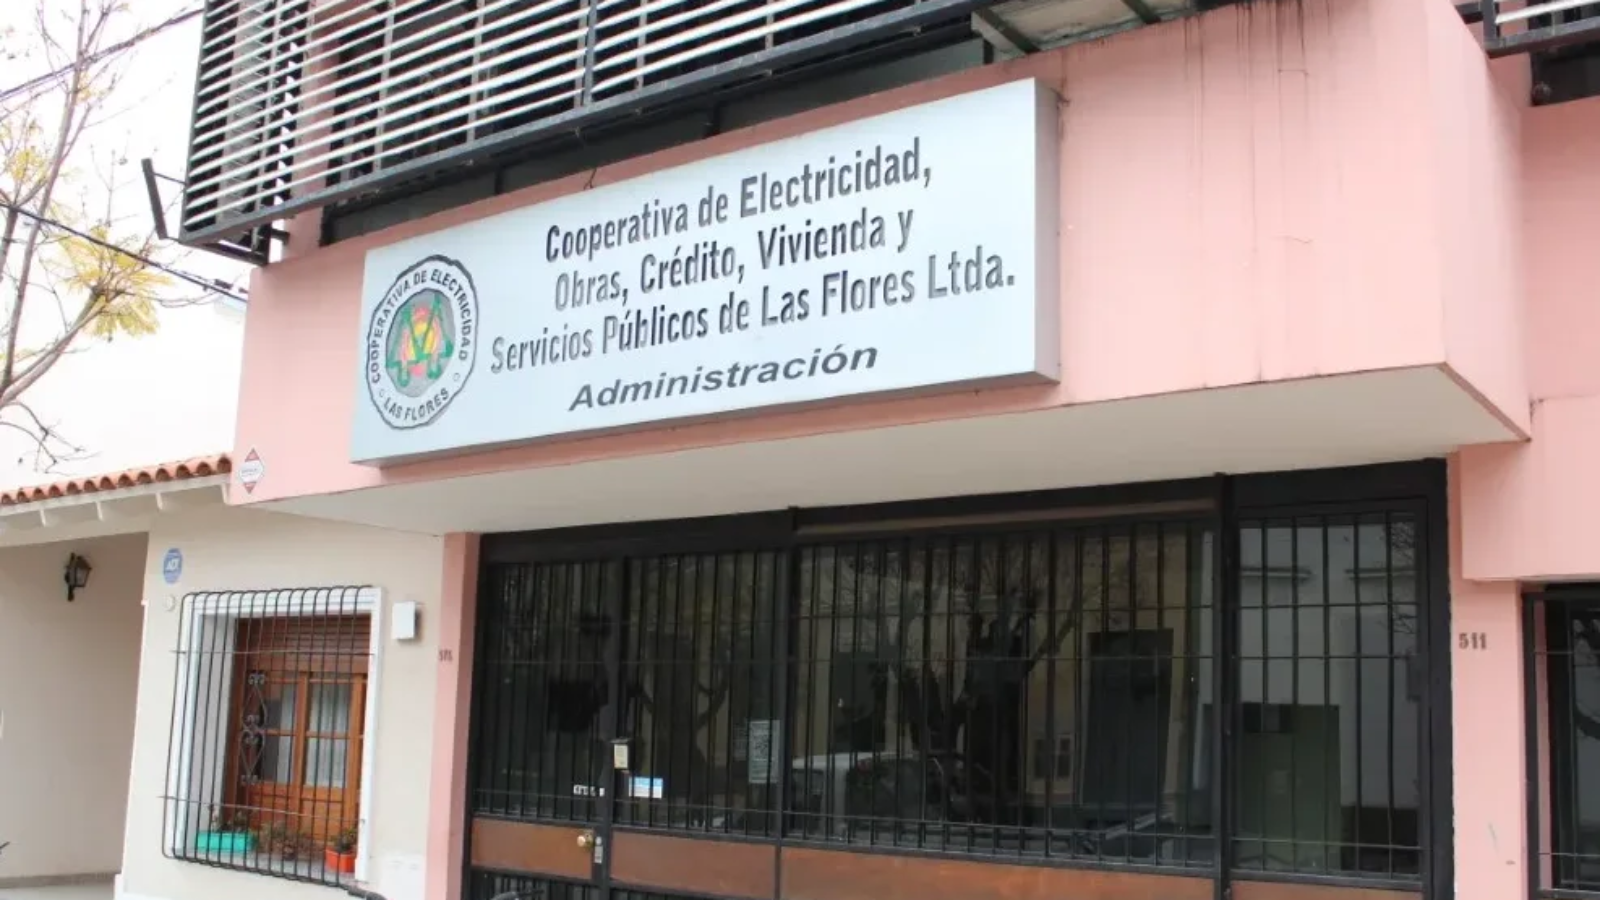 Cooperativa de Electricidad,
Obras, Crédito, Vivienda y
Servicios Públicos de Las Flores Ltda.
Administración
COOPERATIVA DE ELECTRICIDAD
LAS FLORES
ADT
511